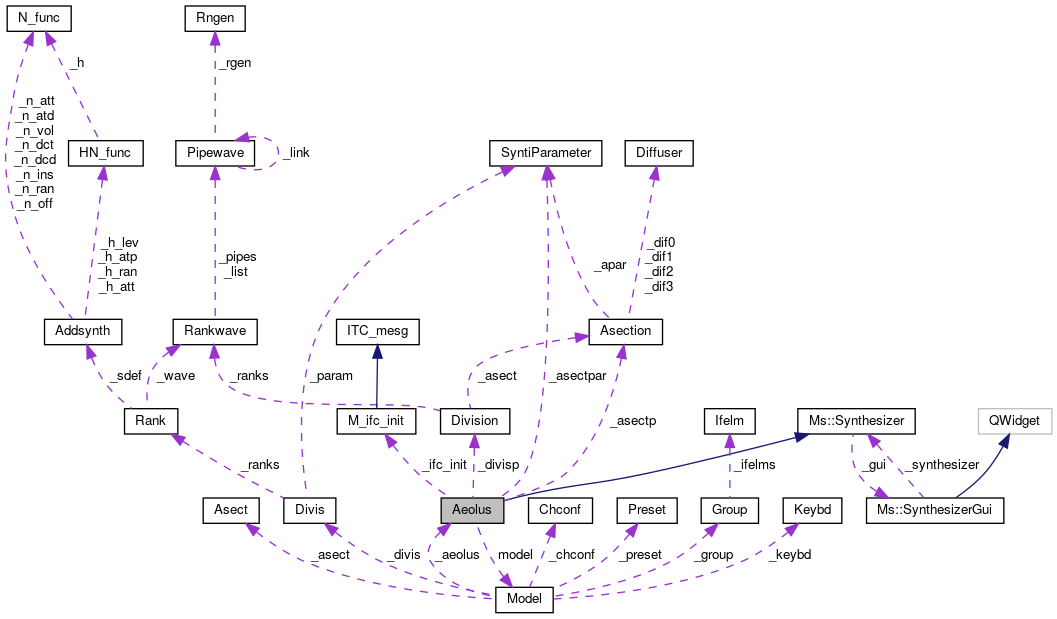 N_func
Rngen
_h
_rgen
_n_att
_n_atd
_n_vol
_n_dct
_n_dcd
_n_ins
_n_ran
_n_off
HN_func
Pipewave
_link
SyntiParameter
Diffuser
_h_lev
_h_atp
_h_ran
_h_att
_pipes
_list
_apar
_dif0
_dif1
_dif2
_dif3
Addsynth
Rankwave
ITC_mesg
Asection
_sdef
_wave
_ranks
_param
_asect
_asectpar
_asectp
Rank
M_ifc_init
Division
Ifelm
Ms::Synthesizer
QWidget
_ranks
_ifc_init
_divisp
_ifelms
_gui
_synthesizer
Asect
Divis
Aeolus
Chconf
Preset
Group
Keybd
Ms::SynthesizerGui
_asect
_divis
_aeolus
model
_chconf
_preset
_group
_keybd
Model